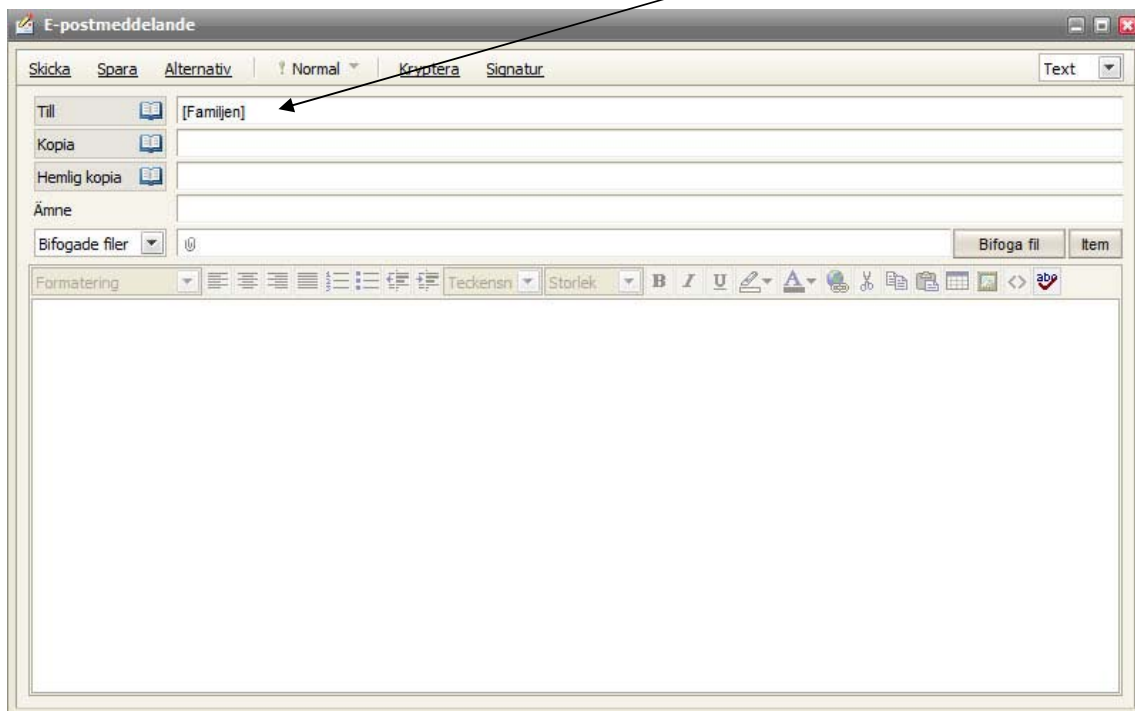 E-postmeddelande
Skicka Spara Alternativ ! Normal Kryptera Signatur Text
Till [Familjen]
Kopia
Hemlig kopia
Ämne
Bifogade filer Bifoga fil Item
Formatering Teckensn Storlek B I U A abc